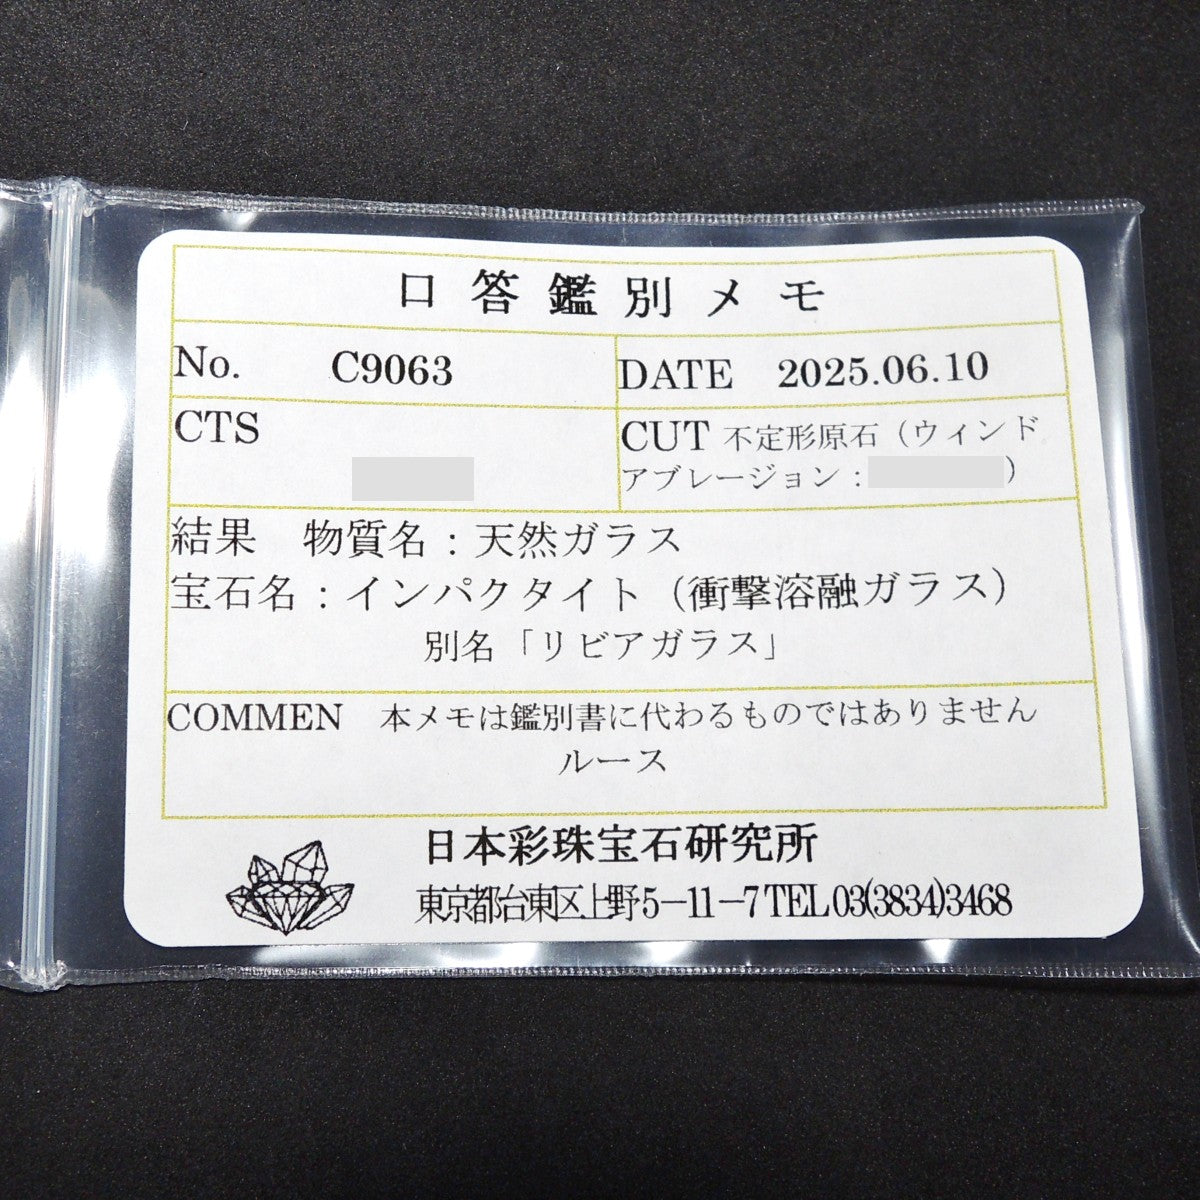 口答鑑別メモ
No. C9063 DATE 2025.06.10
CTS
CUT 不定形原石（ウィンド
アブレージョン： ）
結果 物質名：天然ガラス
宝石名：インパクタイト（衝撃溶融ガラス）
別名「リビアガラス」
COMMEN 本メモは鑑別書に代わるものではありません
ルース
日本彩珠宝石研究所
東京都台東区上野5－11－7 TEL 03(3834)3468